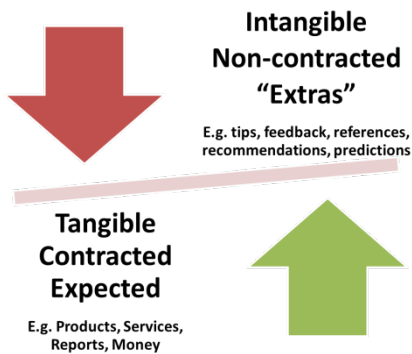 Intangible
Non-contracted
“Extras”
E.g. tips, feedback, references,
recommendations, predictions
Tangible
Contracted
Expected
E.g. Products, Services,
Reports, Money